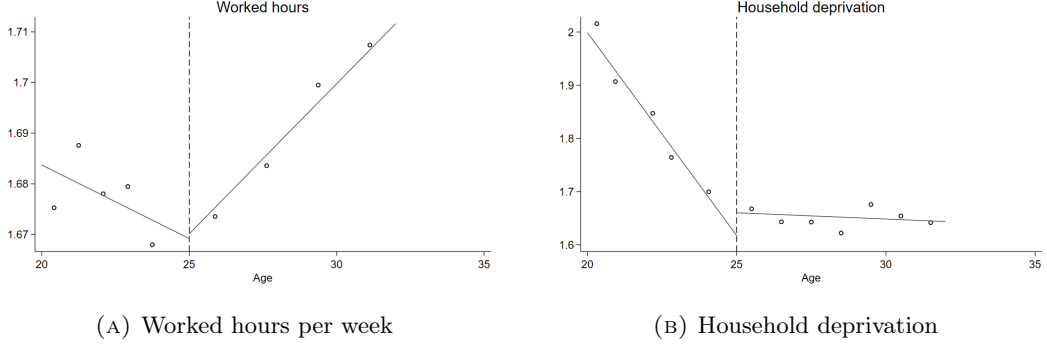 Worked hours
1.71
1.7
1.69
1.68
1.67
20 25 30 35
Age
(A) Worked hours per week
Household deprivation
2
1.9
1.8
1.7
1.6
20 25 30 35
Age
(B) Household deprivation